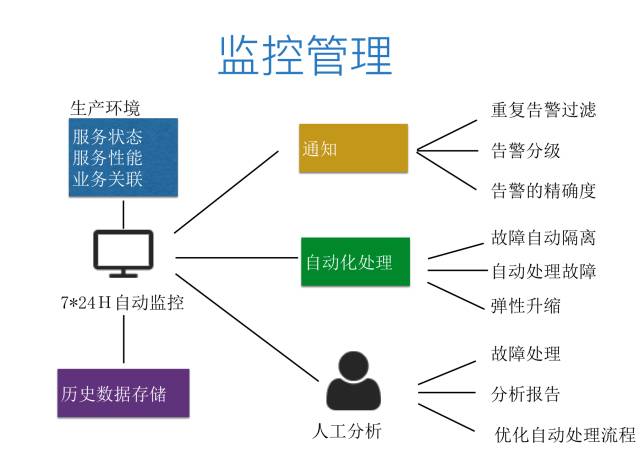 监控管理
生产环境
服务状态
服务性能
业务关联
7*24H自动监控
历史数据存储
通知
重复告警过滤
告警分级
告警的精确度
自动化处理
故障自动隔离
自动处理故障
弹性升缩
人工分析
故障处理
分析报告
优化自动处理流程